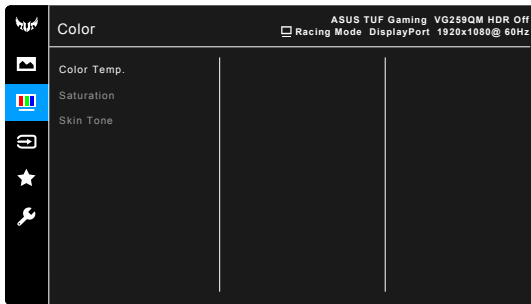 Color
ASUS TUF Gaming VG259QM HDR Off
Racing Mode DisplayPort 1920x1080@ 60Hz
Color Temp.
Saturation
Skin Tone